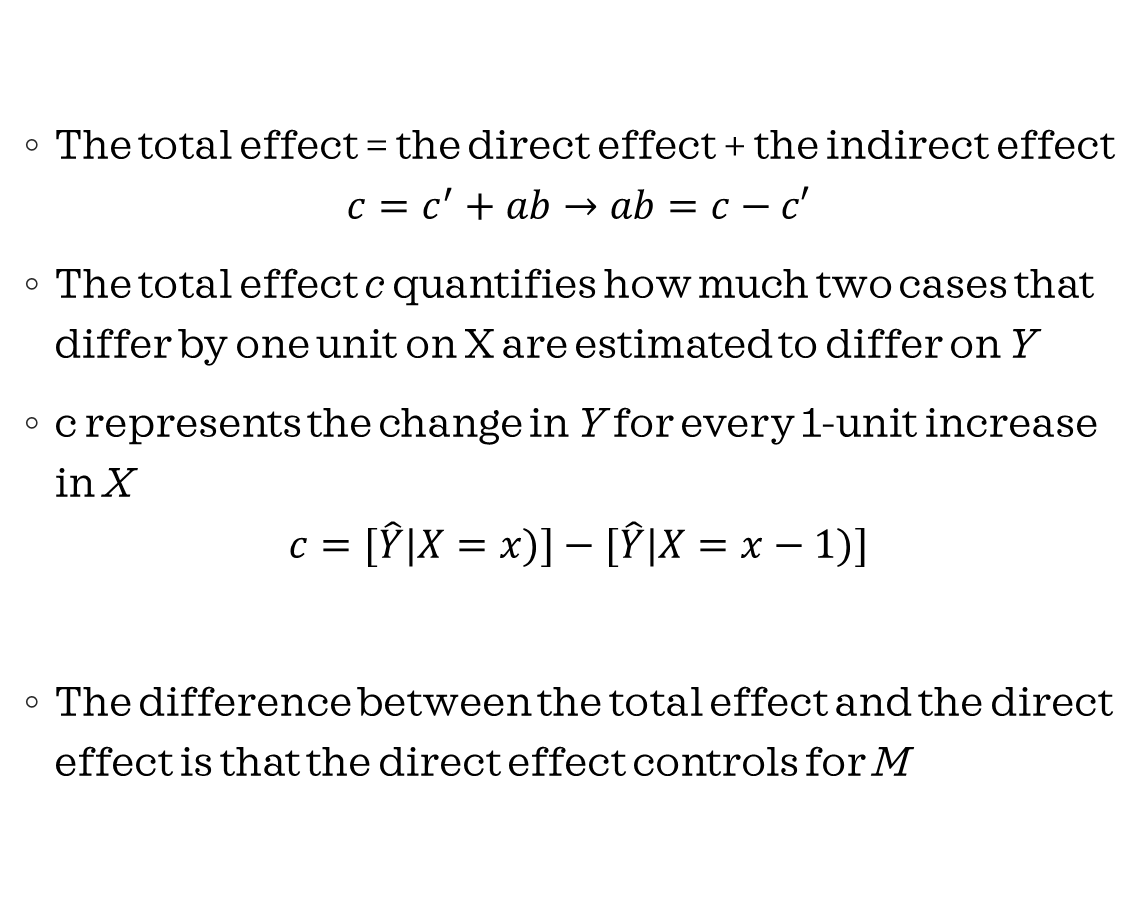 ◦ The total effect = the direct effect + the indirect effect
c = c′ + ab → ab = c − c′
◦ The total effect c quantifies how much two cases that
differ by one unit on X are estimated to differ on Y
◦ c represents the change in Y for every 1-unit increase
in X
c = [Ŷ|X = x)] − [Ŷ|X = x − 1)]
◦ The difference between the total effect and the direct
effect is that the direct effect controls for M